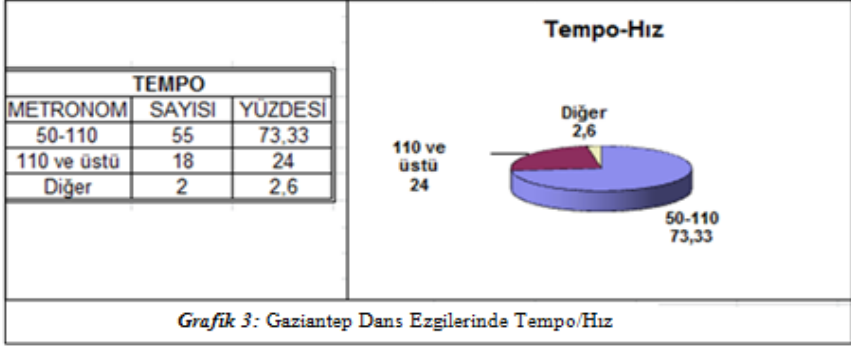 TEMPO
METRONOM SAYISI YÜZDESİ
50-110 55 73,33
110 ve üstü 18 24
Diğer 2 2,6
Tempo-Hız
Diğer
2,6
110 ve
üstü
24
50-110
73,33
Grafik 3: Gaziantep Dans Ezgilerinde Tempo/Hız